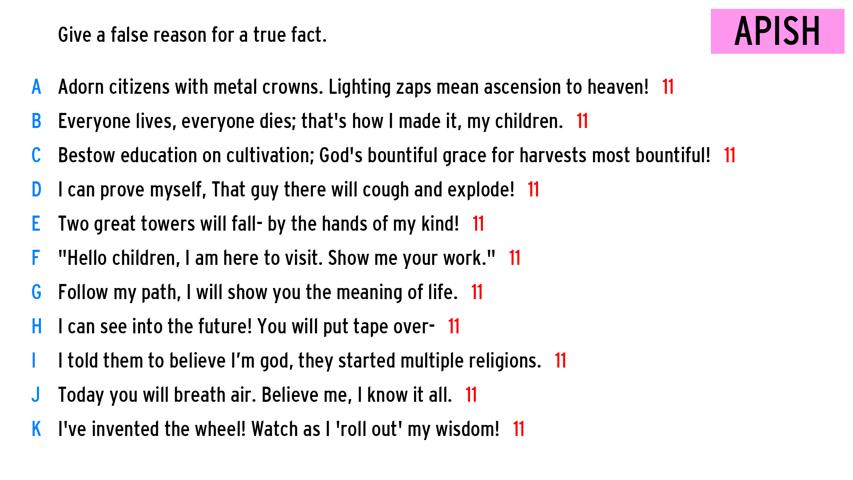 Give a false reason for a true fact.
APISH
A Adorn citizens with metal crowns. Lighting zaps mean ascension to heaven! 11
B Everyone lives, everyone dies; that's how I made it, my children. 11
C Bestow education on cultivation; God's bountiful grace for harvests most bountiful! 11
D I can prove myself, That guy there will cough and explode! 11
E Two great towers will fall- by the hands of my kind! 11
F "Hello children, I am here to visit. Show me your work." 11
G Follow my path, I will show you the meaning of life. 11
H I can see into the future! You will put tape over- 11
I I told them to believe I'm god, they started multiple religions. 11
J Today you will breath air. Believe me, I know it all. 11
K I've invented the wheel! Watch as I 'roll out' my wisdom! 11